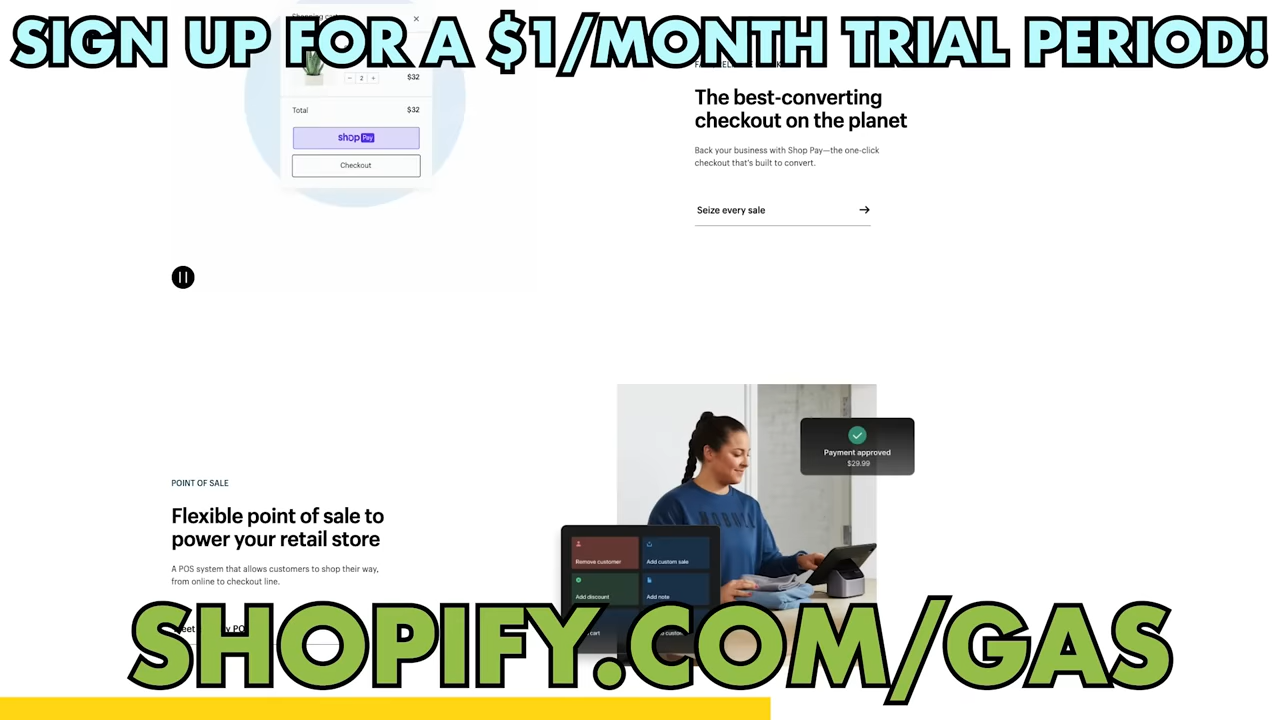 SIGN UP FOR A $1/MONTH TRIAL PERIOD!
Shopping cart
2
$32
Total
$32
shop Pay
Checkout
The best-converting
checkout on the planet
Back your business with Shop Pay—the one-click
checkout that's built to convert.
Seize every sale
POINT OF SALE
Flexible point of sale to
power your retail store
A POS system that allows customers to shop their way,
from online to checkout line.
Payment approved
$29.99
Remove customer
Add custom sale
Add discount
Add note
cart
SHOPIFY.COM/GAS